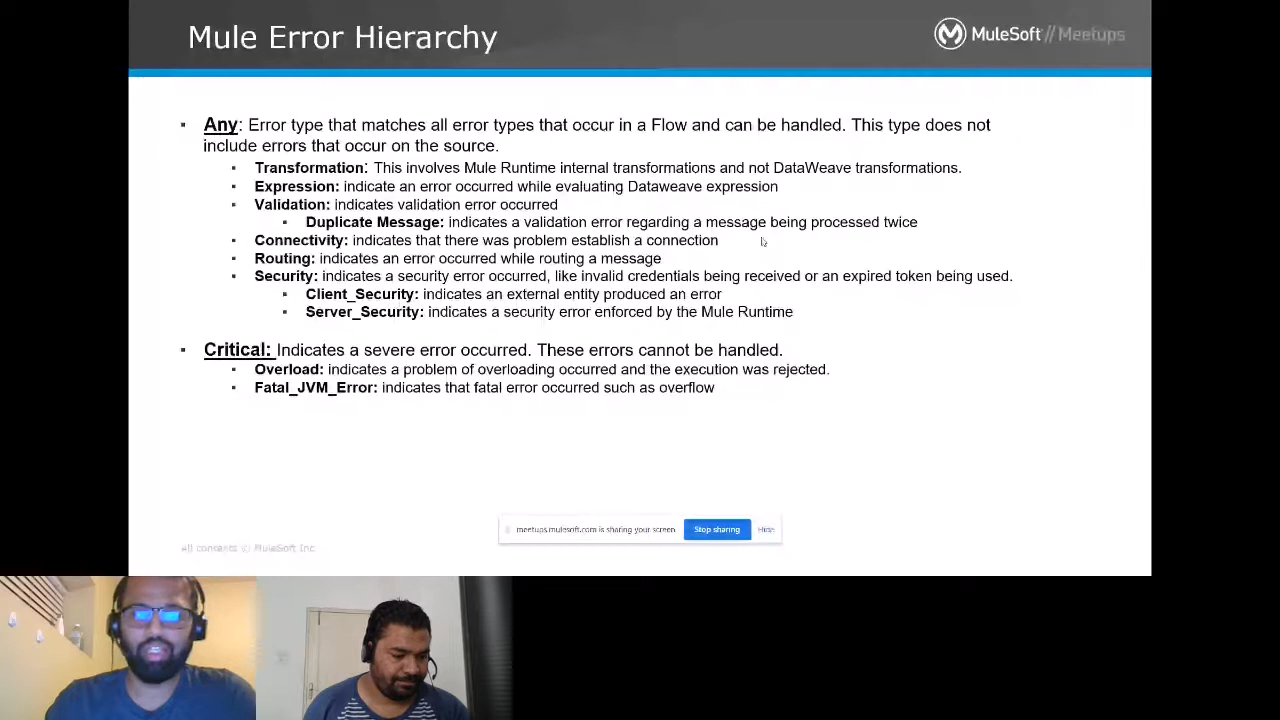 Mule Error Hierarchy
MuleSoft // Meetups
Any: Error type that matches all error types that occur in a Flow and can be handled. This type does not
include errors that occur on the source.
Transformation: This involves Mule Runtime internal transformations and not DataWeave transformations.
Expression: indicate an error occurred while evaluating Dataweave expression
Validation: indicates validation error occurred
Duplicate Message: indicates a validation error regarding a message being processed twice
Connectivity: indicates that there was problem establish a connection
Routing: indicates an error occurred while routing a message
Security: indicates a security error occurred, like invalid credentials being received or an expired token being used.
Client_Security: indicates an external entity produced an error
Server_Security: indicates a security error enforced by the Mule Runtime
Critical: Indicates a severe error occurred. These errors cannot be handled.
Overload: indicates a problem of overloading occurred and the execution was rejected.
Fatal_JVM_Error: indicates that fatal error occurred such as overflow
meetups.mulesoft.com is sharing your screen. Stop sharing Hide
All contents © MuleSoft Inc.